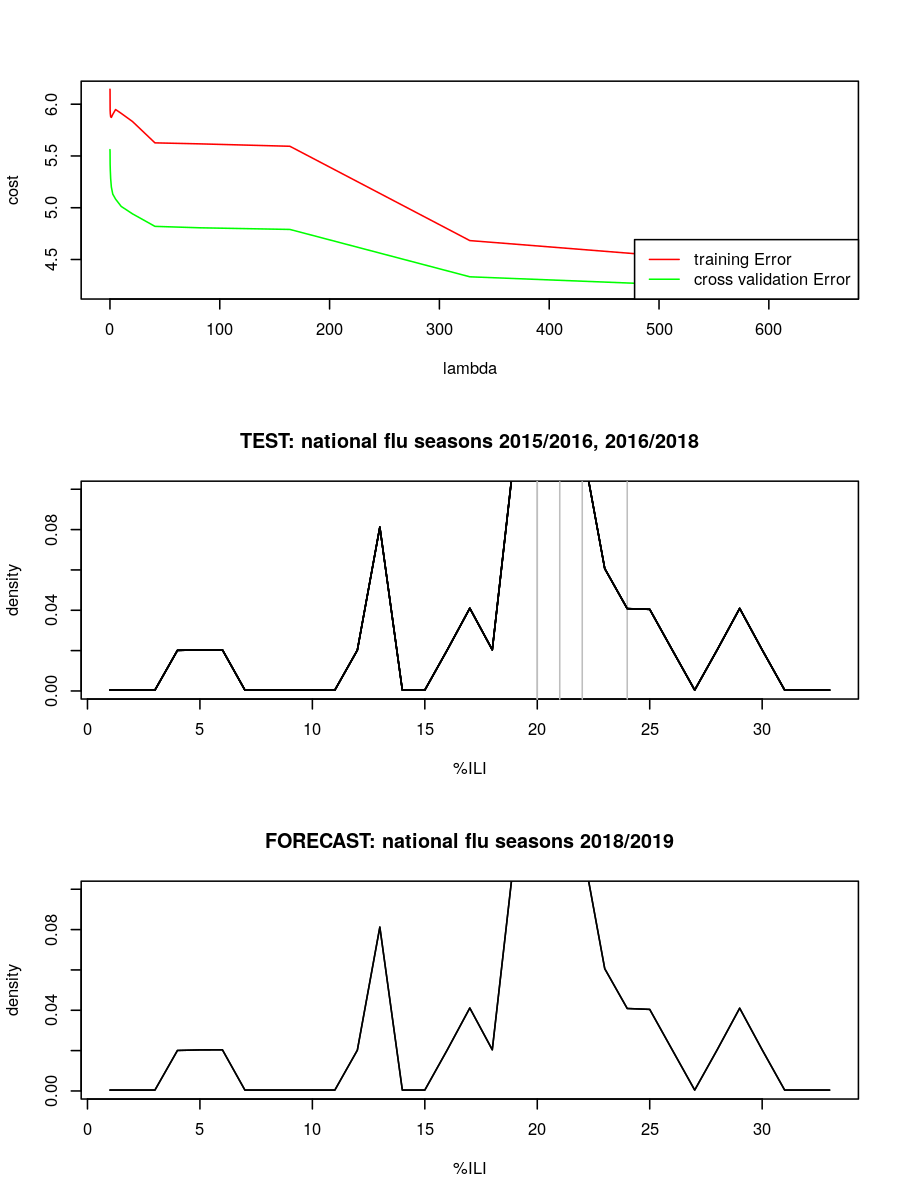 6.0
5.5
5.0
4.5
cost
training Error
cross validation Error
0 100 200 300 400 500 600
lambda
TEST: national flu seasons 2015/2016, 2016/2018
0.08
0.04
0.00
density
0 5 10 15 20 25 30
%ILI
FORECAST: national flu seasons 2018/2019
0.08
0.04
0.00
density
0 5 10 15 20 25 30
%ILI